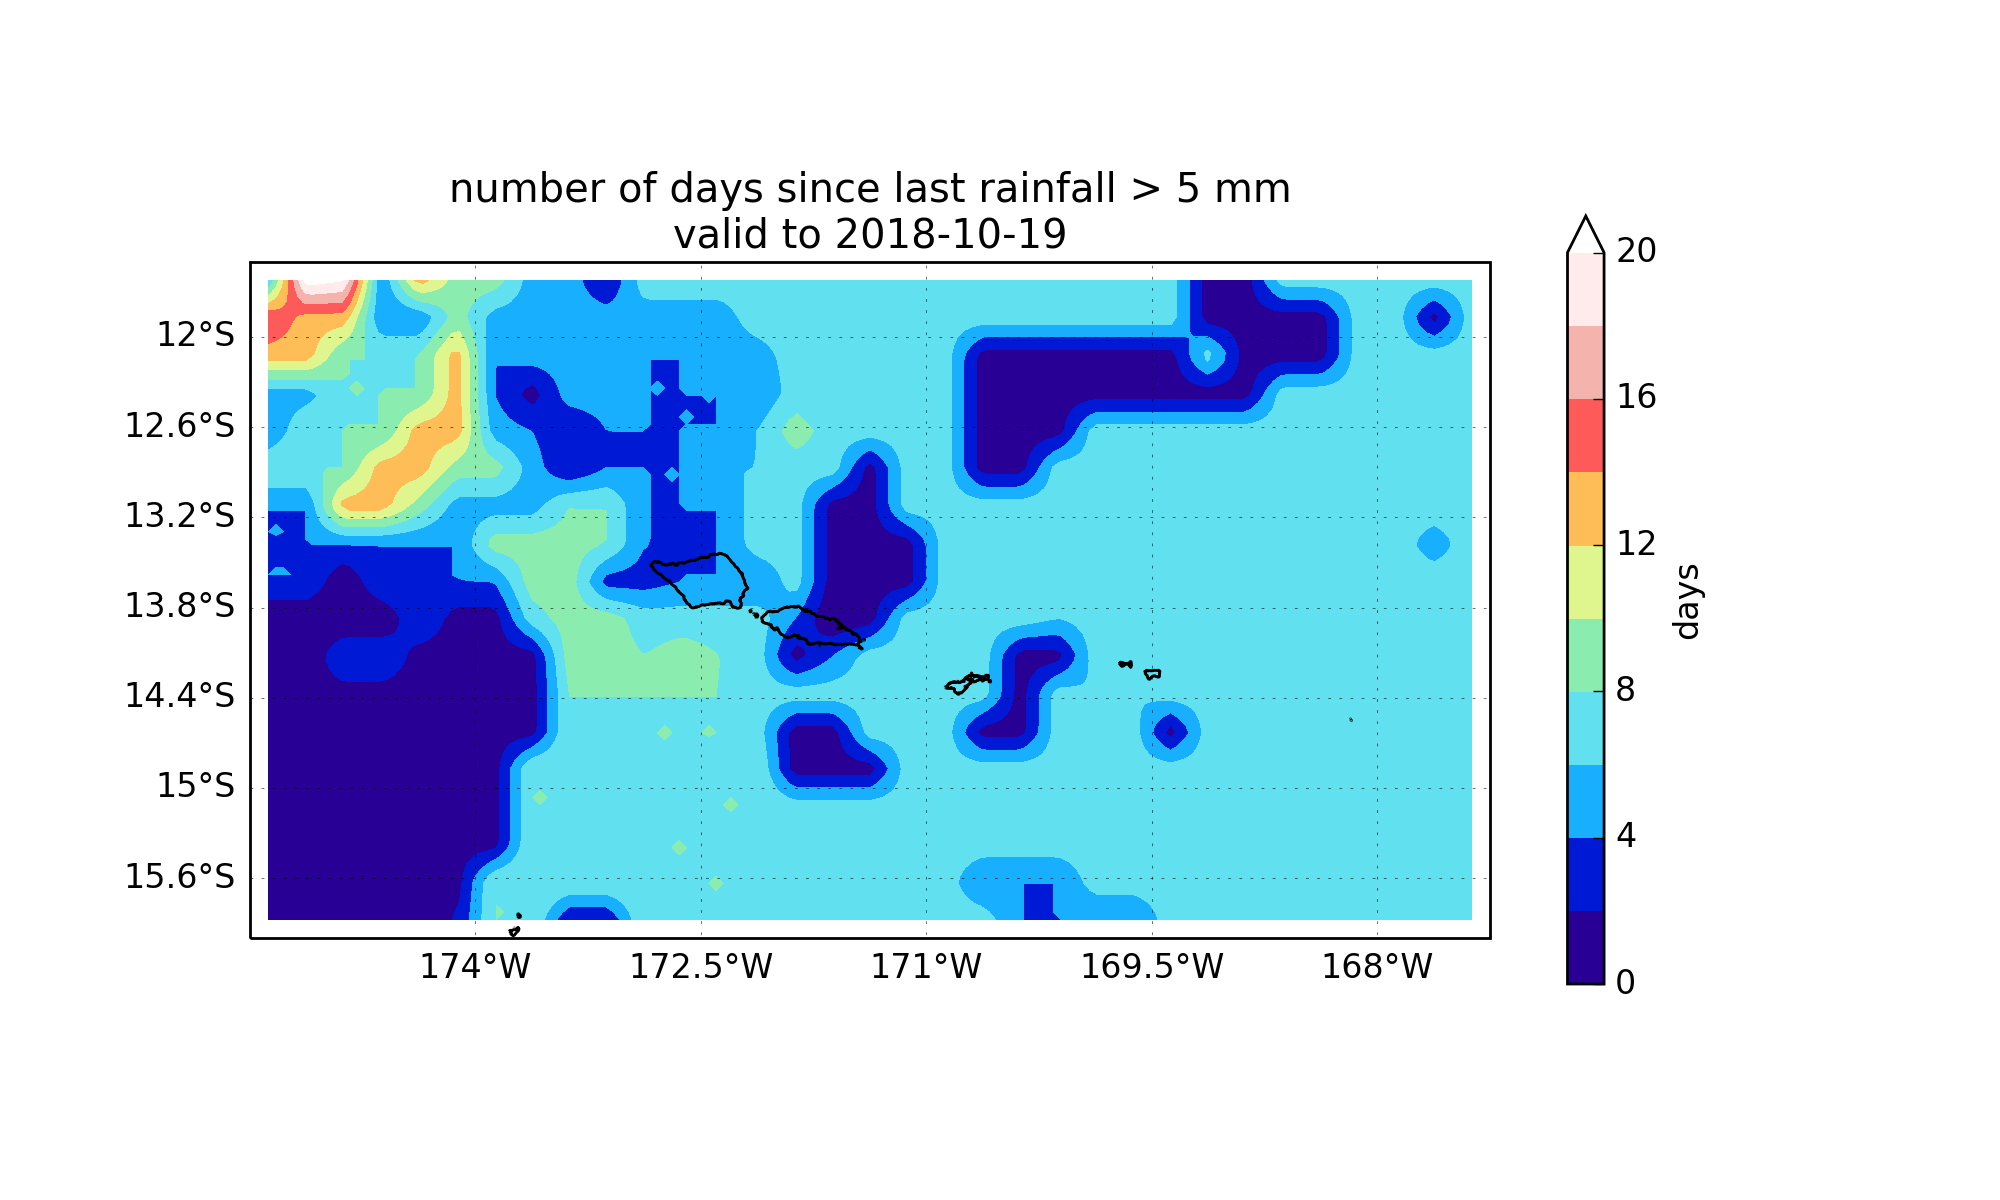 number of days since last rainfall > 5 mm
valid to 2018-10-19
12°S
12.6°S
13.2°S
13.8°S
14.4°S
15°S
15.6°S
174°W 172.5°W 171°W 169.5°W 168°W
20
16
12
8
4
0
days